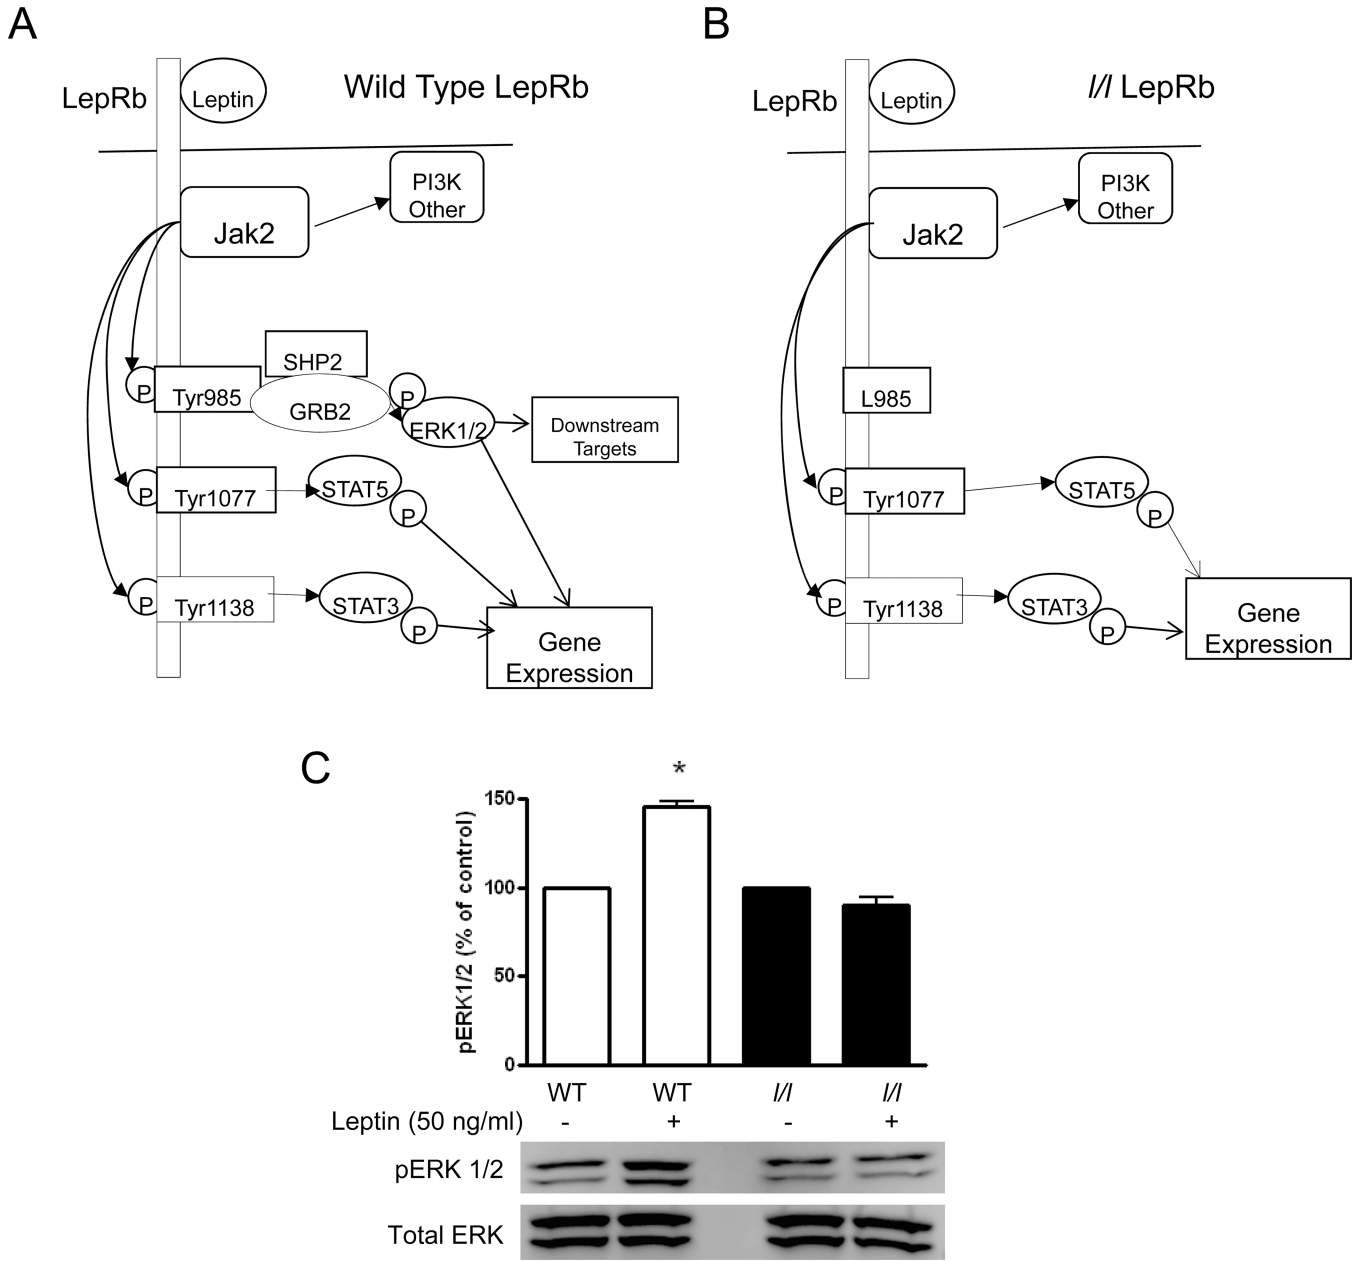 A
LepRb
Leptin
Wild Type LepRb
PI3K
Other
Jak2
SHP2
P
Tyr985
GRB2
P
ERK1/2
Downstream
Targets
P
Tyr1077
STAT5
P
P
Tyr1138
STAT3
P
Gene
Expression
B
LepRb
Leptin
l/l LepRb
PI3K
Other
Jak2
L985
P
Tyr1077
STAT5
P
P
Tyr1138
STAT3
P
Gene
Expression
C
*
pERK1/2 (% of control)
150
100
50
0
WT WT l/l l/l
Leptin (50 ng/ml) - + - +
pERK 1/2
Total ERK